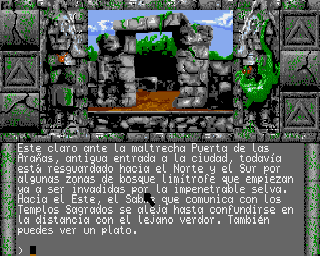 Este claro ante la maltrecha Puerta de las
Arañas, antigua entrada a la ciudad, todavía
está resguardado hacia el Norte y el Sur por
algunas zonas de bosque limítrofe que empiezan
ya a ser invadidas por la impenetrable selva.
Hacia el Este, el que comunica con los
Templos Sagrados se aleja hasta confundirse en
la distancia con el lejano verdor. También
puedes ver un plato.
)